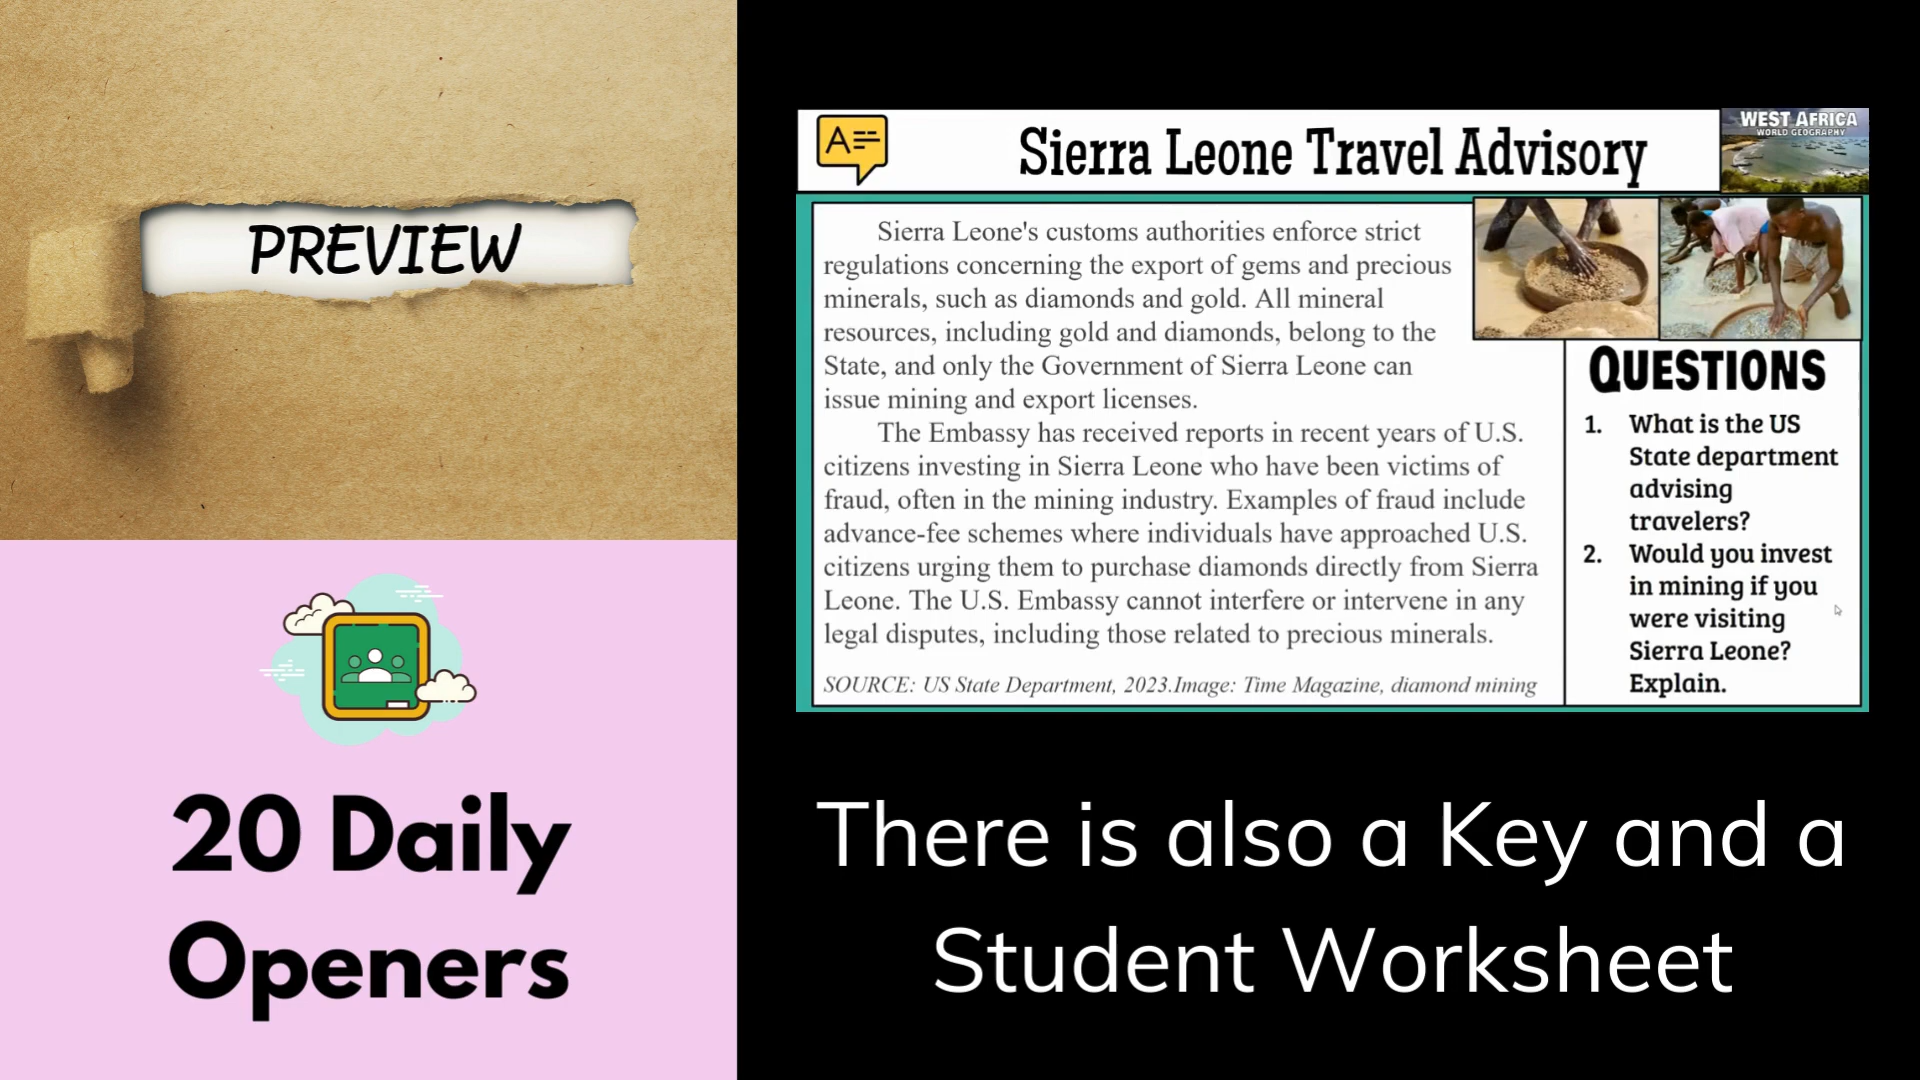 PREVIEW
20 Daily
Openers
A
Sierra Leone Travel Advisory
WEST AFRICA
WORLD GEOGRAPHY
Sierra Leone's customs authorities enforce strict
regulations concerning the export of gems and precious
minerals, such as diamonds and gold. All mineral
resources, including gold and diamonds, belong to the
State, and only the Government of Sierra Leone can
issue mining and export licenses.
The Embassy has received reports in recent years of U.S.
citizens investing in Sierra Leone who have been victims of
fraud, often in the mining industry. Examples of fraud include
advance-fee schemes where individuals have approached U.S.
citizens urging them to purchase diamonds directly from Sierra
Leone. The U.S. Embassy cannot interfere or intervene in any
legal disputes, including those related to precious minerals.
SOURCE: US State Department, 2023.Image: Time Magazine, diamond mining
QUESTIONS
1. What is the US
State department
advising
travelers?
2. Would you invest
in mining if you
were visiting
Sierra Leone?
Explain.
There is also a Key and a
Student Worksheet